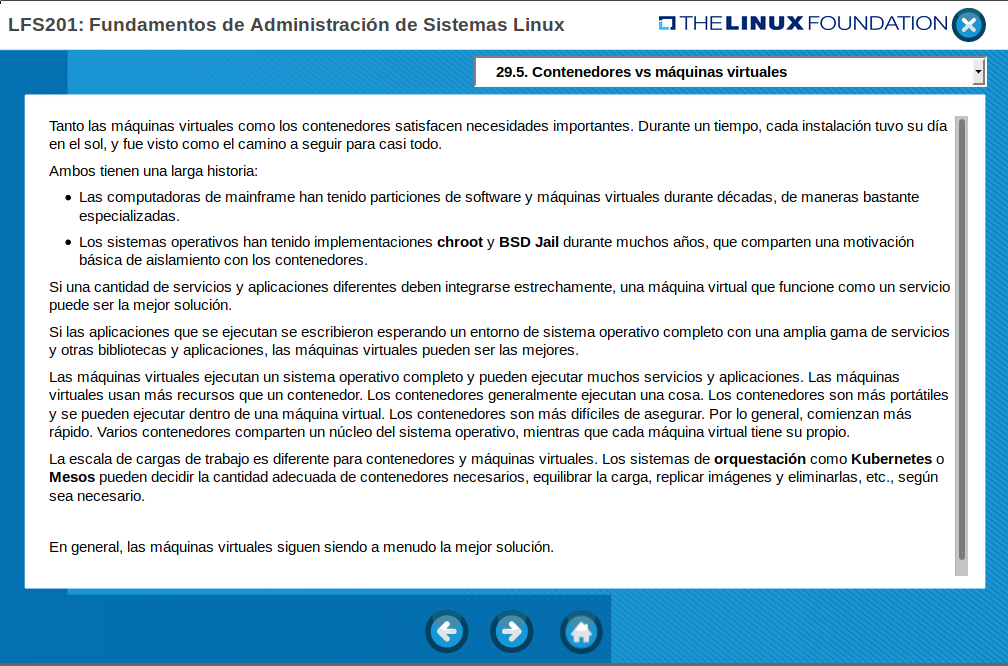 LFS201: Fundamentos de Administración de Sistemas Linux
THE LINUX FOUNDATION
29.5. Contenedores vs máquinas virtuales
Tanto las máquinas virtuales como los contenedores satisfacen necesidades importantes. Durante un tiempo, cada instalación tuvo su día
en el sol, y fue visto como el camino a seguir para casi todo.
Ambos tienen una larga historia:
• Las computadoras de mainframe han tenido particiones de software y máquinas virtuales durante décadas, de maneras bastante
especializadas.
• Los sistemas operativos han tenido implementaciones chroot y BSD Jail durante muchos años, que comparten una motivación
básica de aislamiento con los contenedores.
Si una cantidad de servicios y aplicaciones diferentes deben integrarse estrechamente, una máquina virtual que funcione como un servicio
puede ser la mejor solución.
Si las aplicaciones que se ejecutan se escribieron esperando un entorno de sistema operativo completo con una amplia gama de servicios
y otras bibliotecas y aplicaciones, las máquinas virtuales pueden ser las mejores.
Las máquinas virtuales ejecutan un sistema operativo completo y pueden ejecutar muchos servicios y aplicaciones. Las máquinas
virtuales usan más recursos que un contenedor. Los contenedores generalmente ejecutan una cosa. Los contenedores son más portátiles
y se pueden ejecutar dentro de una máquina virtual. Los contenedores son más difíciles de asegurar. Por lo general, comienzan más
rápido. Varios contenedores comparten un núcleo del sistema operativo, mientras que cada máquina virtual tiene su propio.
La escala de cargas de trabajo es diferente para contenedores y máquinas virtuales. Los sistemas de orquestación como Kubernetes o
Mesos pueden decidir la cantidad adecuada de contenedores necesarios, equilibrar la carga, replicar imágenes y eliminarlas, etc., según
sea necesario.
En general, las máquinas virtuales siguen siendo a menudo la mejor solución.